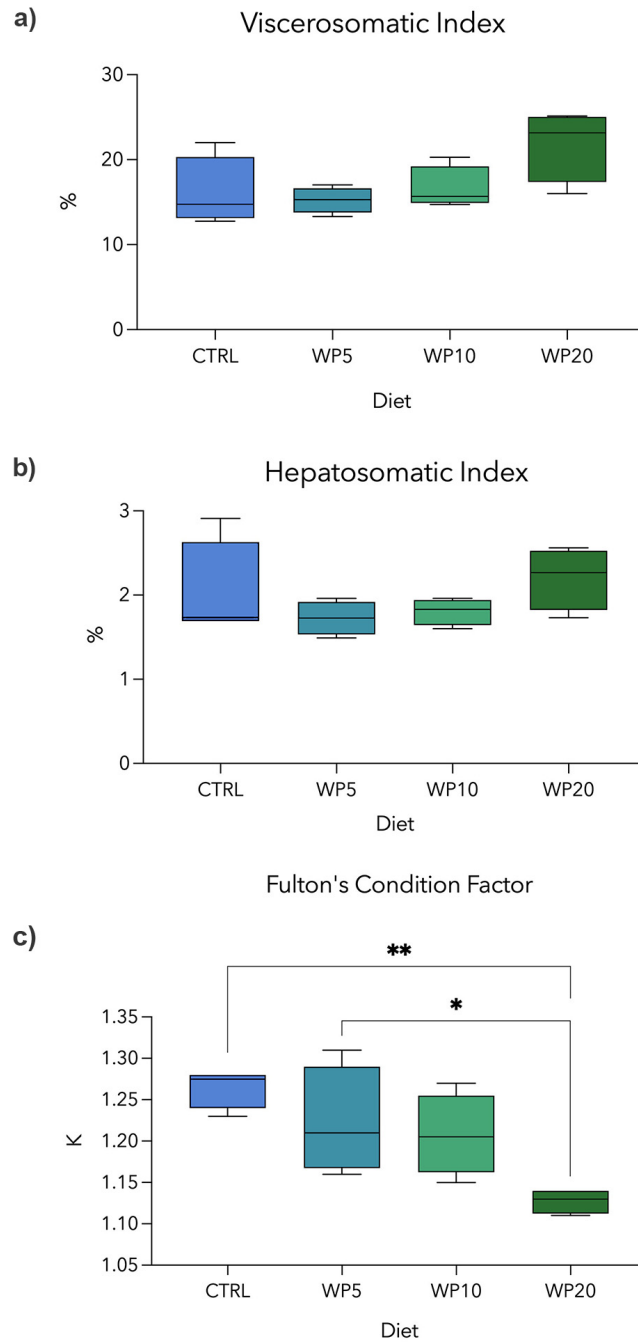 a)
Viscerosomatic Index
30
20
10
0
%
CTRL WP5 WP10 WP20
Diet
b)
Hepatosomatic Index
3
2
1
0
%
CTRL WP5 WP10 WP20
Diet
Fulton's Condition Factor
c)
**
*
1.35
1.30
1.25
1.20
1.15
1.10
1.05
K
CTRL WP5 WP10 WP20
Diet